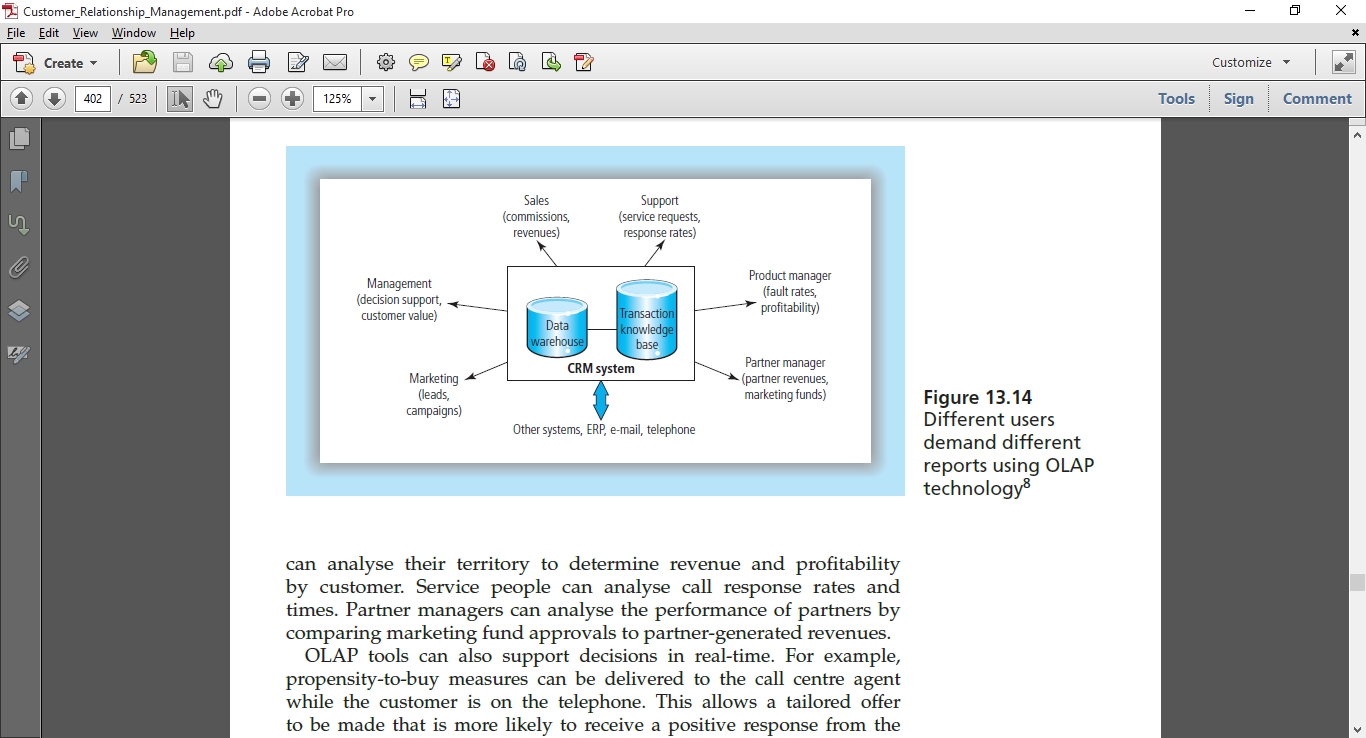 Customer_Relationship_Management.pdf - Adobe Acrobat Pro
File Edit View Window Help
Create
Customize
402 / 523
125%
Tools Sign Comment
Sales
(commissions,
revenues)
Support
(service requests,
response rates)
Management
(decision support,
customer value)
Product manager
(fault rates,
profitability)
Data
warehouse
Transaction
knowledge
base
CRM system
Marketing
(leads,
campaigns)
Partner manager
(partner revenues,
marketing funds)
Other systems, ERP, e-mail, telephone
Figure 13.14
Different users
demand different
reports using OLAP
technology⁸
can analyse their territory to determine revenue and profitability
by customer. Service people can analyse call response rates and
times. Partner managers can analyse the performance of partners by
comparing marketing fund approvals to partner-generated revenues.
OLAP tools can also support decisions in real-time. For example,
propensity-to-buy measures can be delivered to the call centre agent
while the customer is on the telephone. This allows a tailored offer
to be made that is more likely to receive a positive response from the